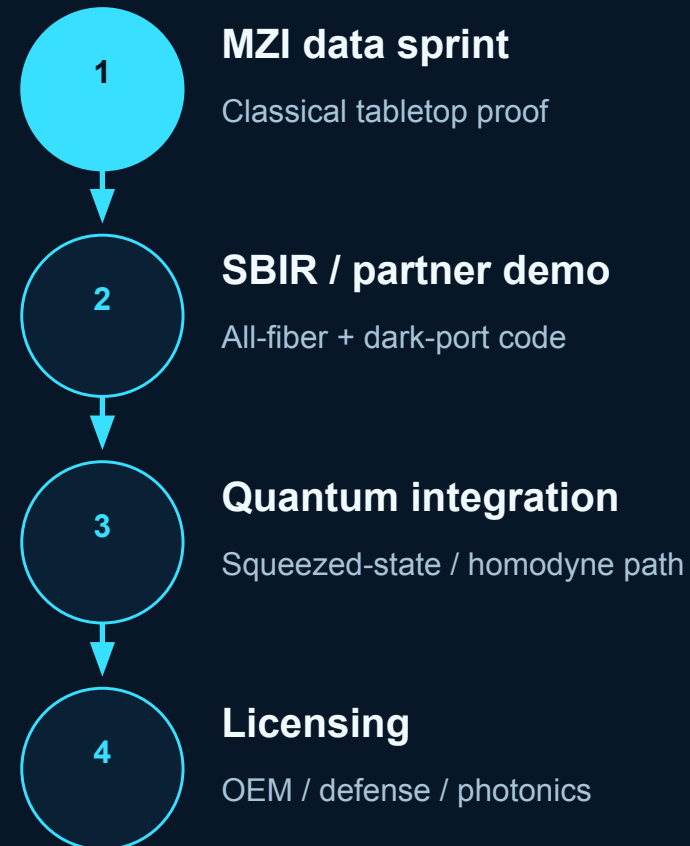 1
MZI data sprint
Classical tabletop proof
2
SBIR / partner demo
All-fiber + dark-port code
3
Quantum integration
Squeezed-state / homodyne path
4
Licensing
OEM / defense / photonics